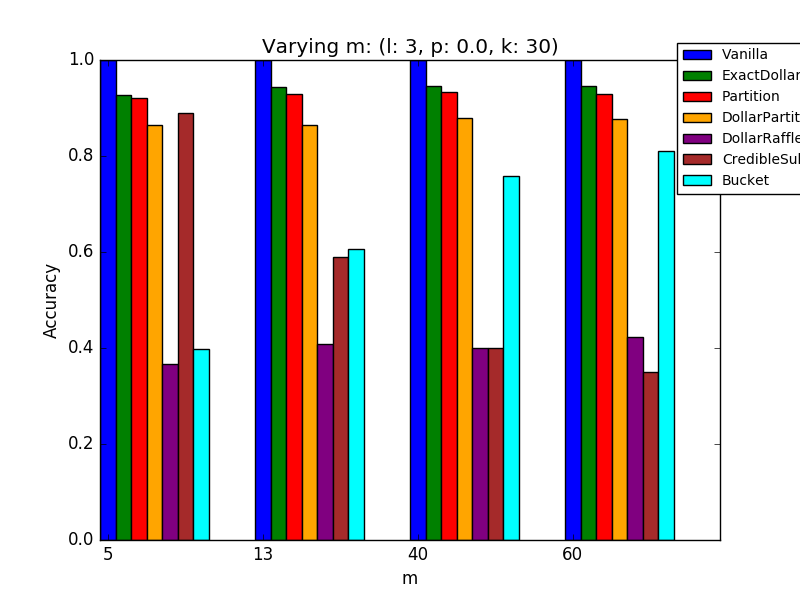 Varying m: (l: 3, p: 0.0, k: 30)
1.0
0.8
0.6
0.4
0.2
0.0
Accuracy
5 13 40 60
m
Vanilla
ExactDollar
Partition
DollarPartit
DollarRaffle
CredibleSu
Bucket